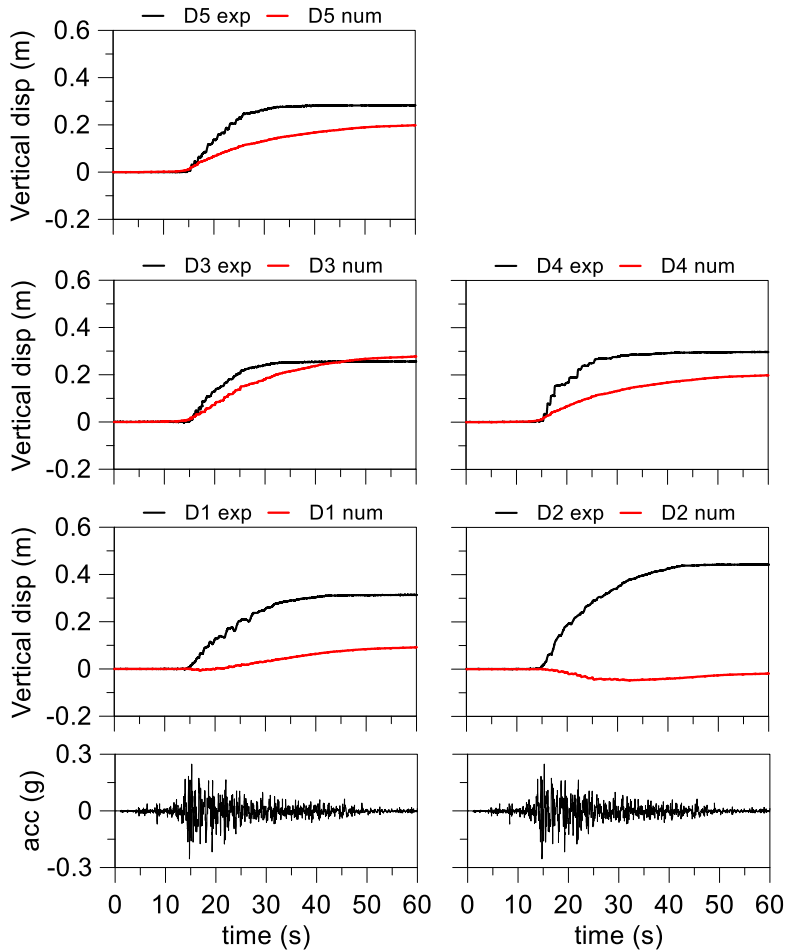 D5 exp D5 num
Vertical disp (m)
0.6
0.4
0.2
0
-0.2
D3 exp D3 num
D4 exp D4 num
Vertical disp (m)
0.6
0.4
0.2
0
-0.2
D1 exp D1 num
D2 exp D2 num
Vertical disp (m)
0.6
0.4
0.2
0
-0.2
acc (g)
0.3
0
-0.3
0 10 20 30 40 50 60
0 10 20 30 40 50 60
time (s)
time (s)